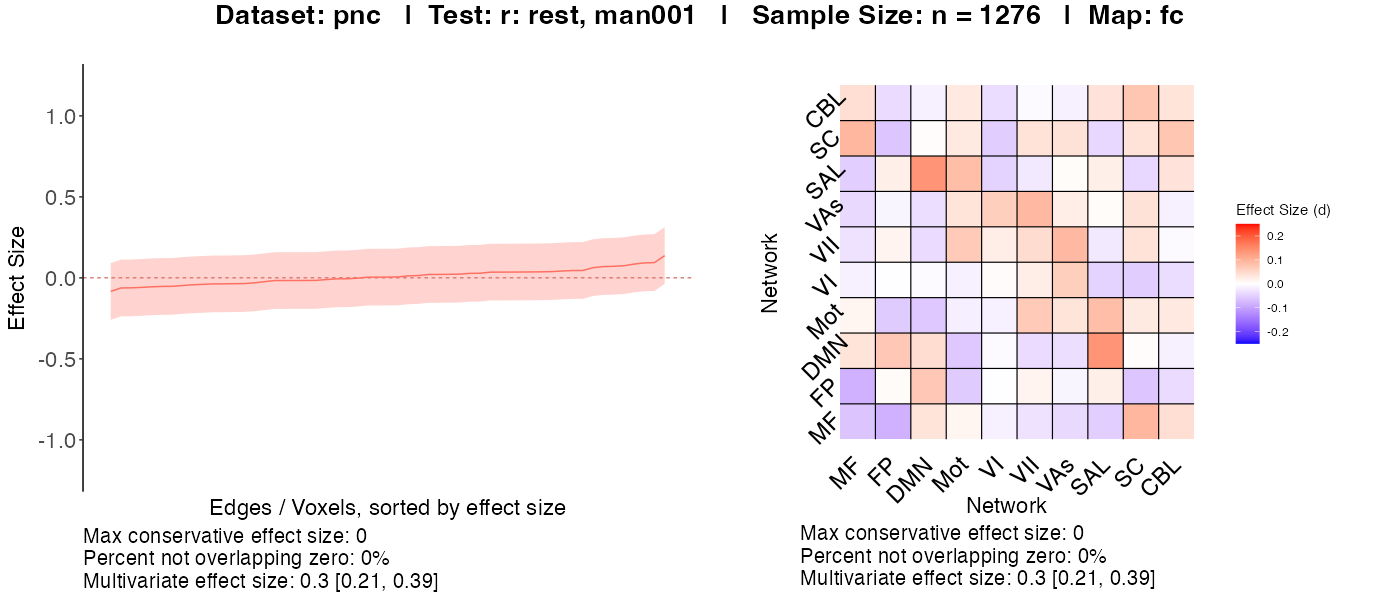 Dataset: pnc | Test: r: rest, man001 | Sample Size: n = 1276 | Map: fc
Effect Size
1.0
0.5
0.0
-0.5
-1.0
Edges / Voxels, sorted by effect size
Max conservative effect size: 0
Percent not overlapping zero: 0%
Multivariate effect size: 0.3 [0.21, 0.39]
Network
CBL
SC
SAL
VAs
VII
VI
Mot
DMN
FP
MF
MF FP DMN Mot VI VII VAs SAL SC CBL
Network
Max conservative effect size: 0
Percent not overlapping zero: 0%
Multivariate effect size: 0.3 [0.21, 0.39]
Effect Size (d)
0.2
0.1
0.0
-0.1
-0.2